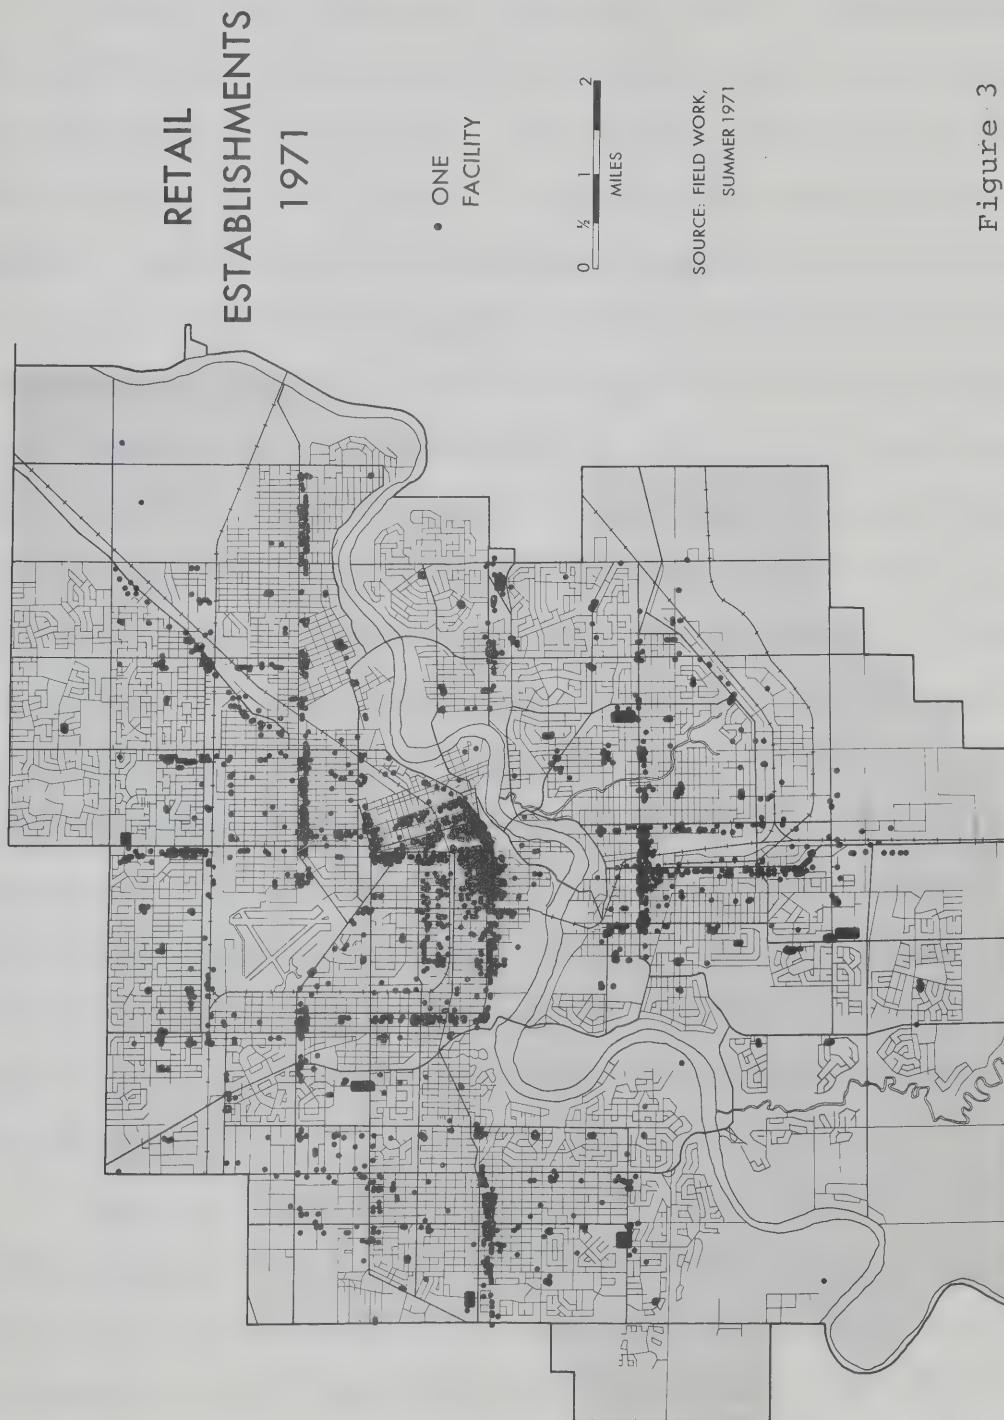 RETAIL
ESTABLISHMENTS
1971
• ONE
FACILITY
0 ½ 1 2
MILES
SOURCE: FIELD WORK,
SUMMER 1971
Figure 3